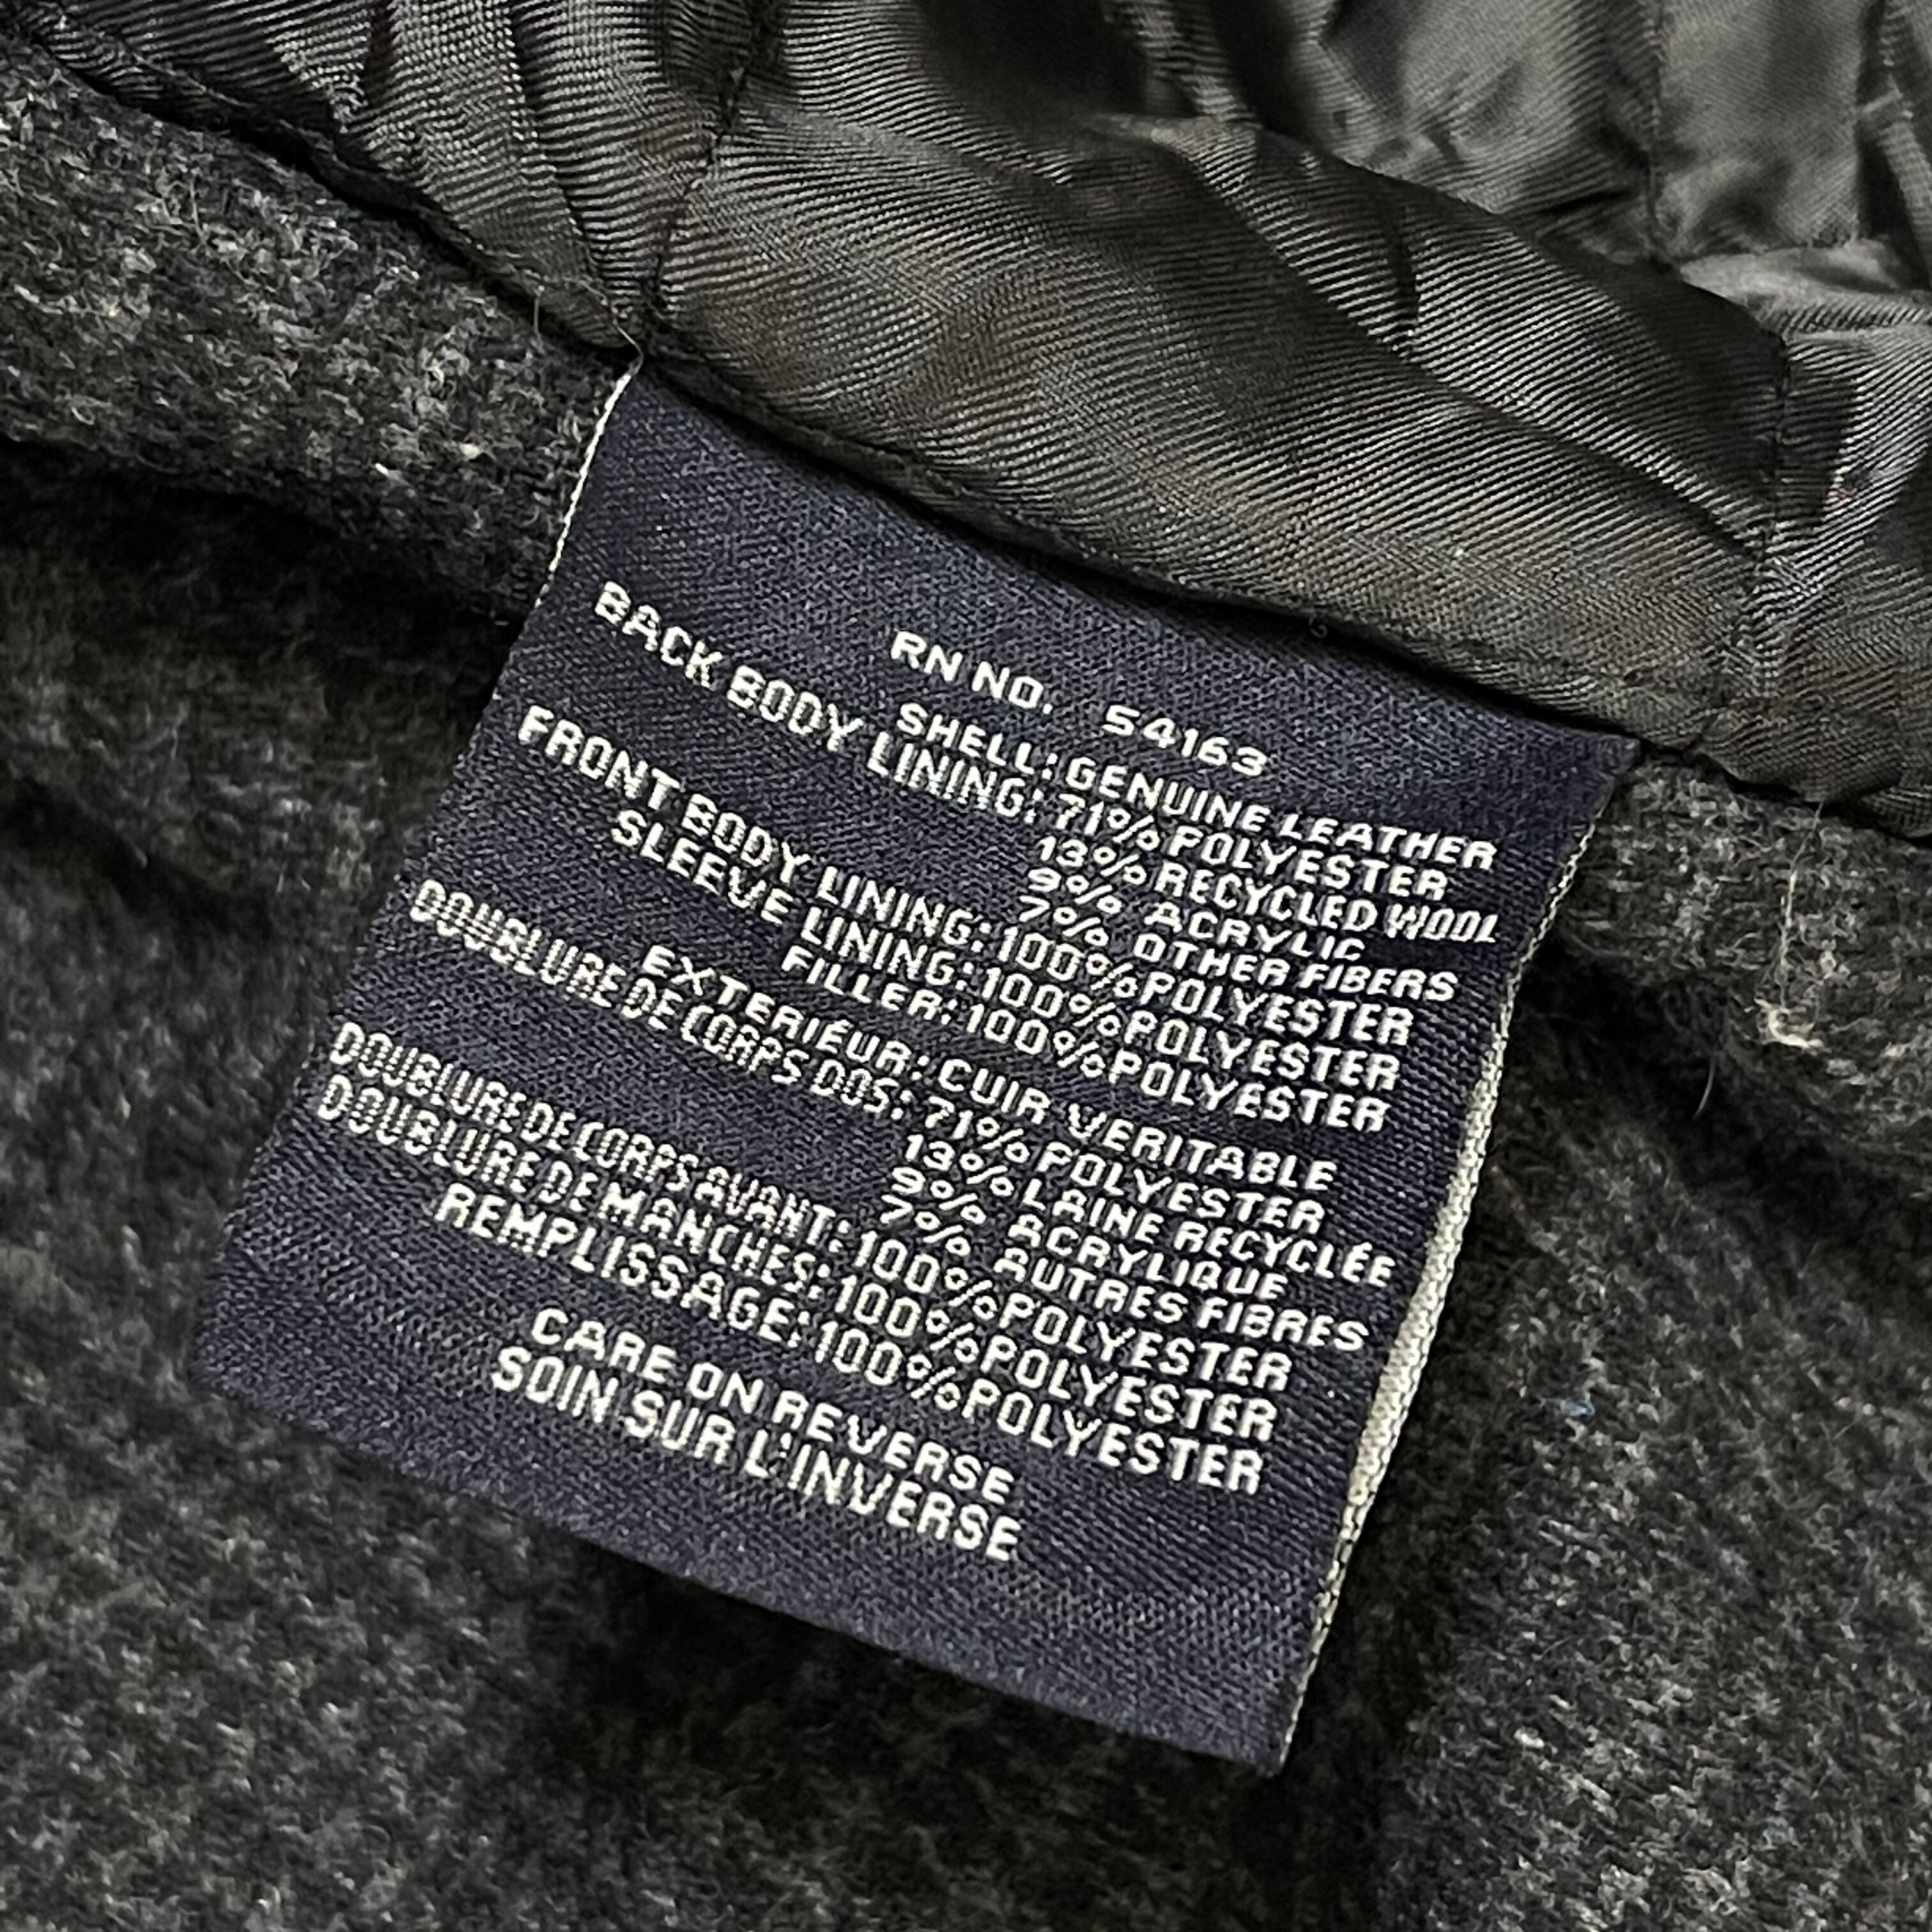 RN NO. 54163
SHELL: GENUINE LEATHER
BACK BODY LINING: 71% POLYESTER
13% RECYCLED WOOL
9% ACRYLIC
7% OTHER FIBERS
FRONT BODY LINING: 100% POLYESTER
SLEEVE LINING: 100% POLYESTER
FILLER: 100% POLYESTER
EXTERIÉUR: CUIR VERITABLE
DOUBLURE DE CORPS DOS: 71% POLYESTER
13% LAINE RECYCLÉE
9% ACRYLIQUE
7% AUTRES FIBRES
DOUBLURE DE CORPS AVANT: 100% POLYESTER
DOUBLURE DE MANCHES: 100% POLYESTER
REMPLISSAGE: 100% POLYESTER
CARE ON REVERSE
SOIN SUR L'INVERSE